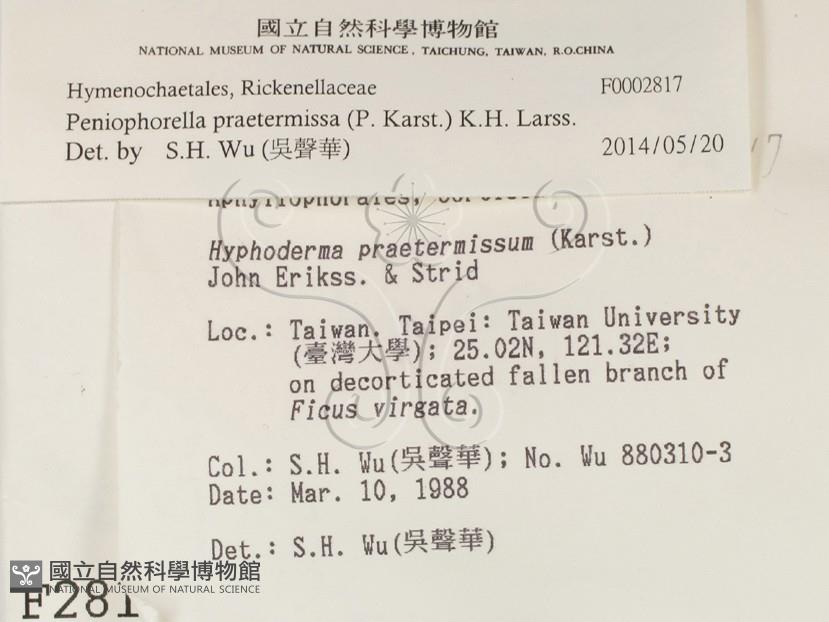 國立自然科學博物館
NATIONAL MUSEUM OF NATURAL SCIENCE, TAICHUNG, TAIWAN, R.O.CHINA
Hymenochaetales, Rickenellaceae F0002817
Peniophorella praetermissa (P. Karst.) K.H. Larss.
Det. by S.H. Wu (吳聲華) 2014/05/20
Hyphoderma praetermissum (Karst.)
John Erikss. & Strid
Loc.: Taiwan. Taipei: Taiwan University
(臺灣大學); 25.02N, 121.32E;
on decorticated fallen branch of
Ficus virgata.
Col.: S.H. Wu(吳聲華); No. Wu 880310-3
Date: Mar. 10, 1988
Det.: S.H. Wu(吳聲華)
國立自然科學博物館
NATIONAL MUSEUM OF NATURAL SCIENCE
F281